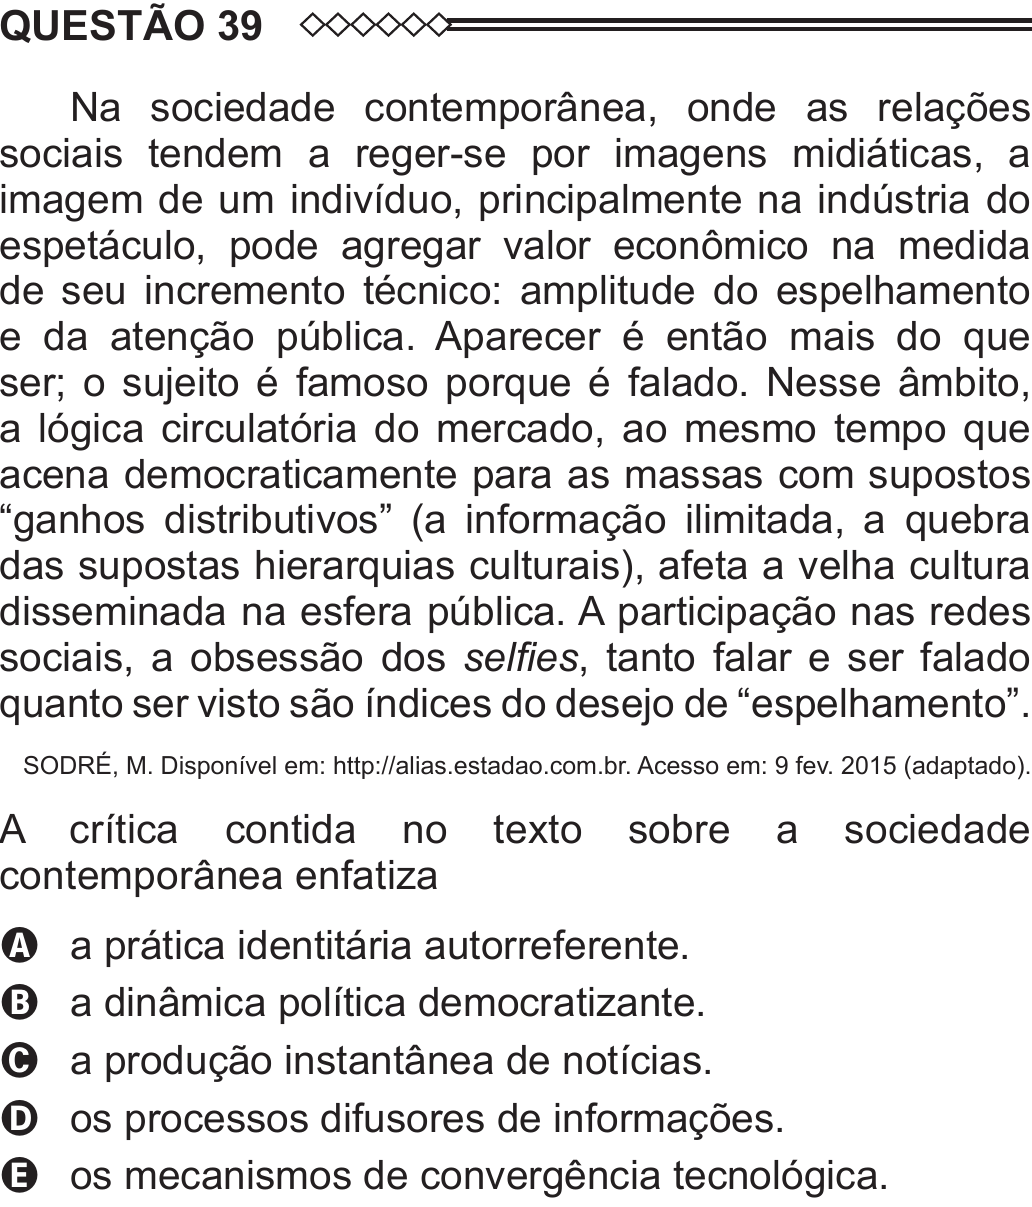 QUESTÃO 39
Na sociedade contemporânea, onde as relações
sociais tendem a reger-se por imagens midiáticas, a
imagem de um indivíduo, principalmente na indústria do
espetáculo, pode agregar valor econômico na medida
de seu incremento técnico: amplitude do espelhamento
e da atenção pública. Aparecer é então mais do que
ser; o sujeito é famoso porque é falado. Nesse âmbito,
a lógica circulatória do mercado, ao mesmo tempo que
acena democraticamente para as massas com supostos
“ganhos distributivos” (a informação ilimitada, a quebra
das supostas hierarquias culturais), afeta a velha cultura
disseminada na esfera pública. A participação nas redes
sociais, a obsessão dos selfies, tanto falar e ser falado
quanto ser visto são índices do desejo de “espelhamento”.
SODRÉ, M. Disponível em: http://alias.estadao.com.br. Acesso em: 9 fev. 2015 (adaptado).
A crítica contida no texto sobre a sociedade
contemporânea enfatiza
A a prática identitária autorreferente.
B a dinâmica política democratizante.
C a produção instantânea de notícias.
D os processos difusores de informações.
E os mecanismos de convergência tecnológica.